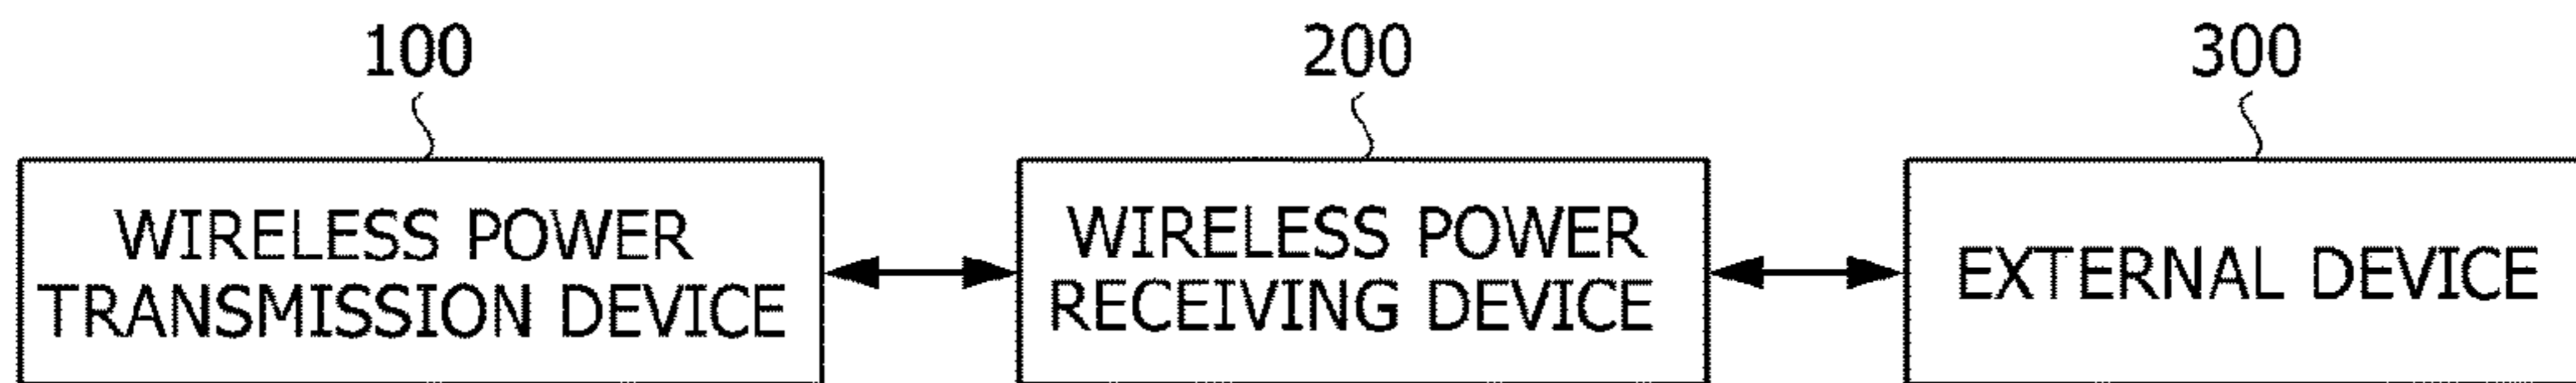 100
200
300
WIRELESS POWER
TRANSMISSION DEVICE
WIRELESS POWER
RECEIVING DEVICE
EXTERNAL DEVICE